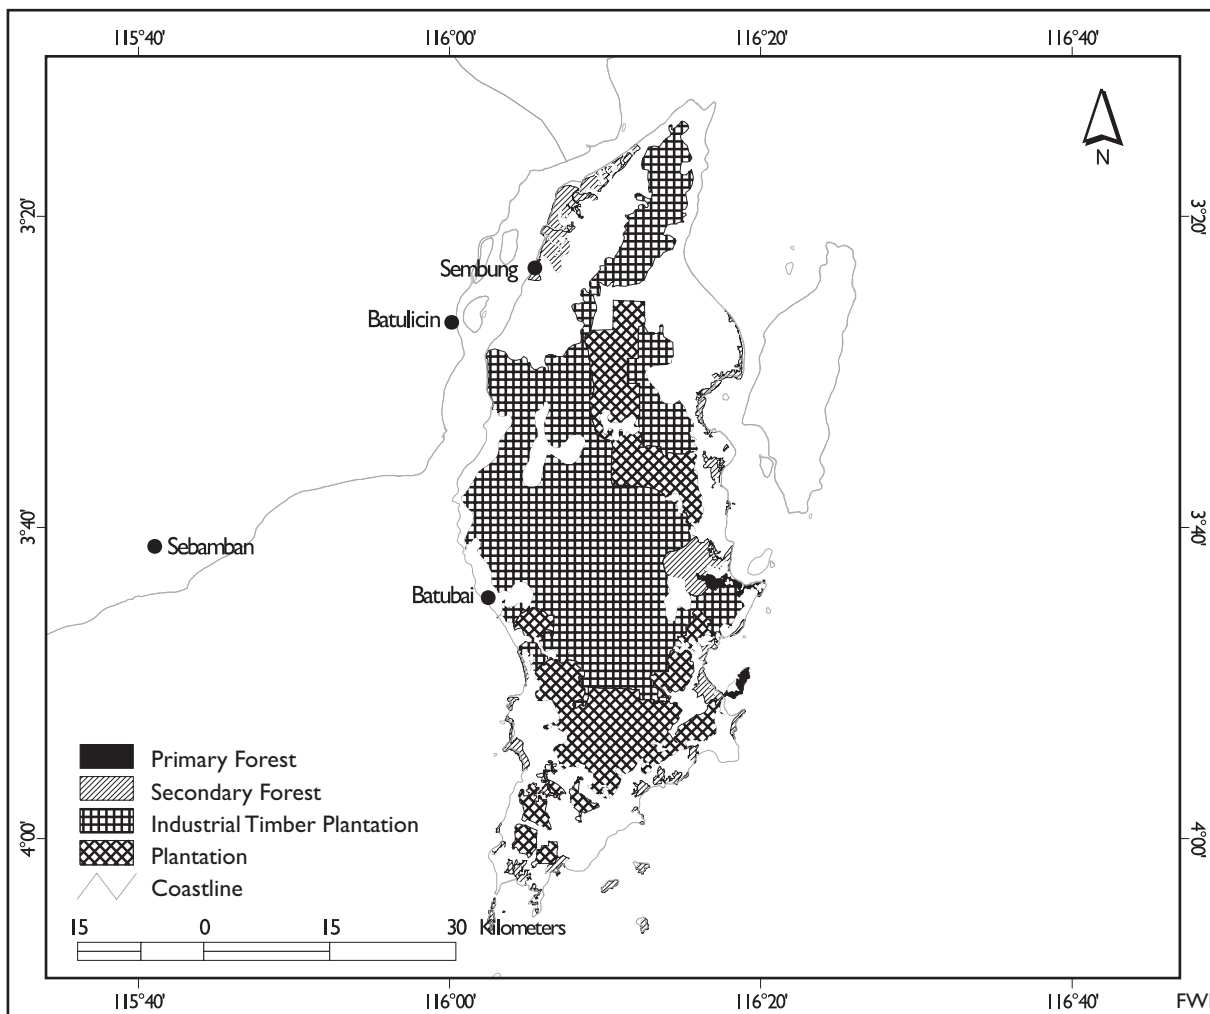 115°40' 116°00' 116°20' 116°40'
N
3°20' 3°20'
Sembung
Batulicin
3°40' 3°40'
Sebamban
Batubai
Primary Forest
Secondary Forest
Industrial Timber Plantation
4°00' 4°00'
Plantation
Coastline
15 0 15 30 Kilometers
115°40' 116°00' 116°20' 116°40'